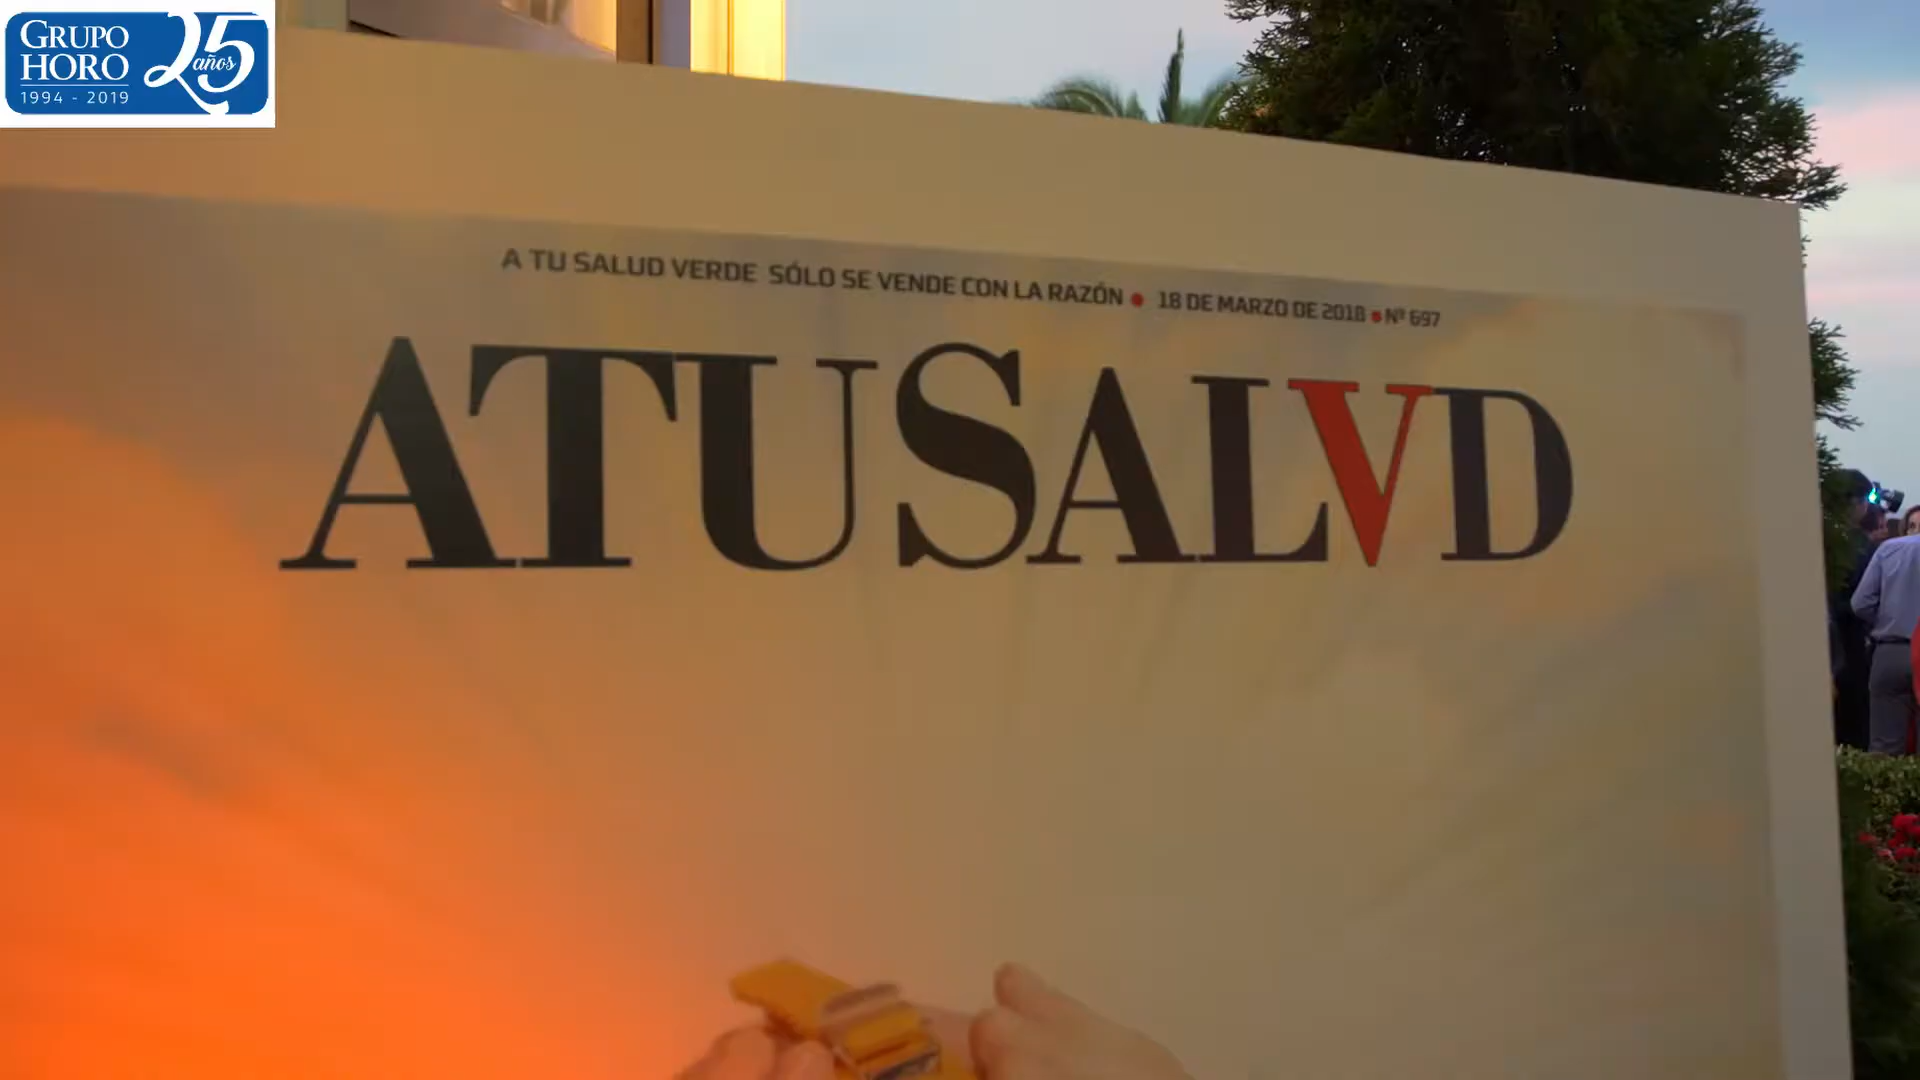 GRUPO
HORO
1994 - 2019
25
años
A TU SALUD VERDE SÓLO SE VENDE CON LA RAZÓN • 18 DE MARZO DE 2018 • Nº 697
ATUSALVD